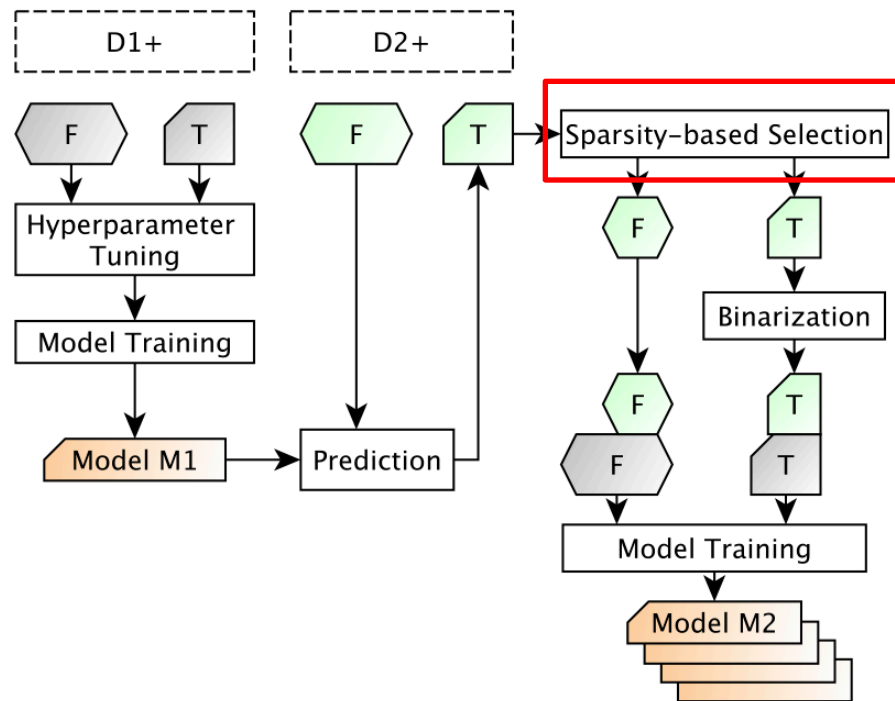 D1+
D2+
F
T
F
T
Sparsity-based Selection
Hyperparameter
Tuning
F
T
Model Training
Binarization
F
T
Model M1
Prediction
F
T
Model Training
Model M2